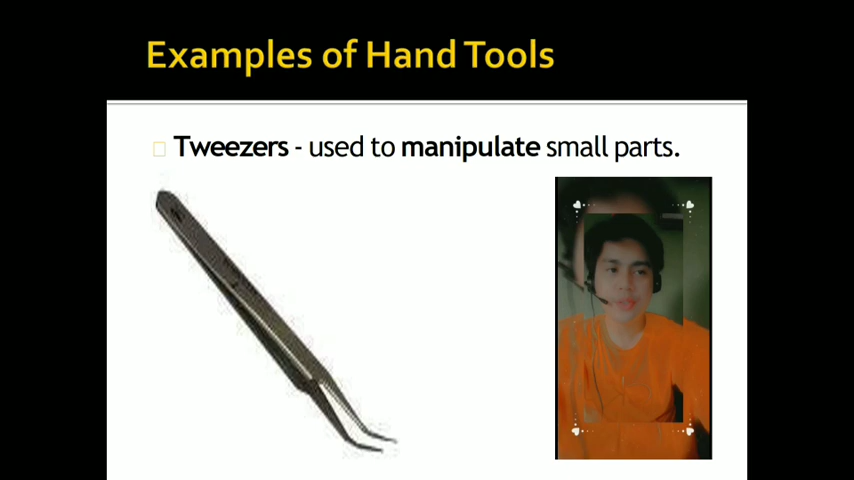 Examples of Hand Tools
Tweezers - used to manipulate small parts.